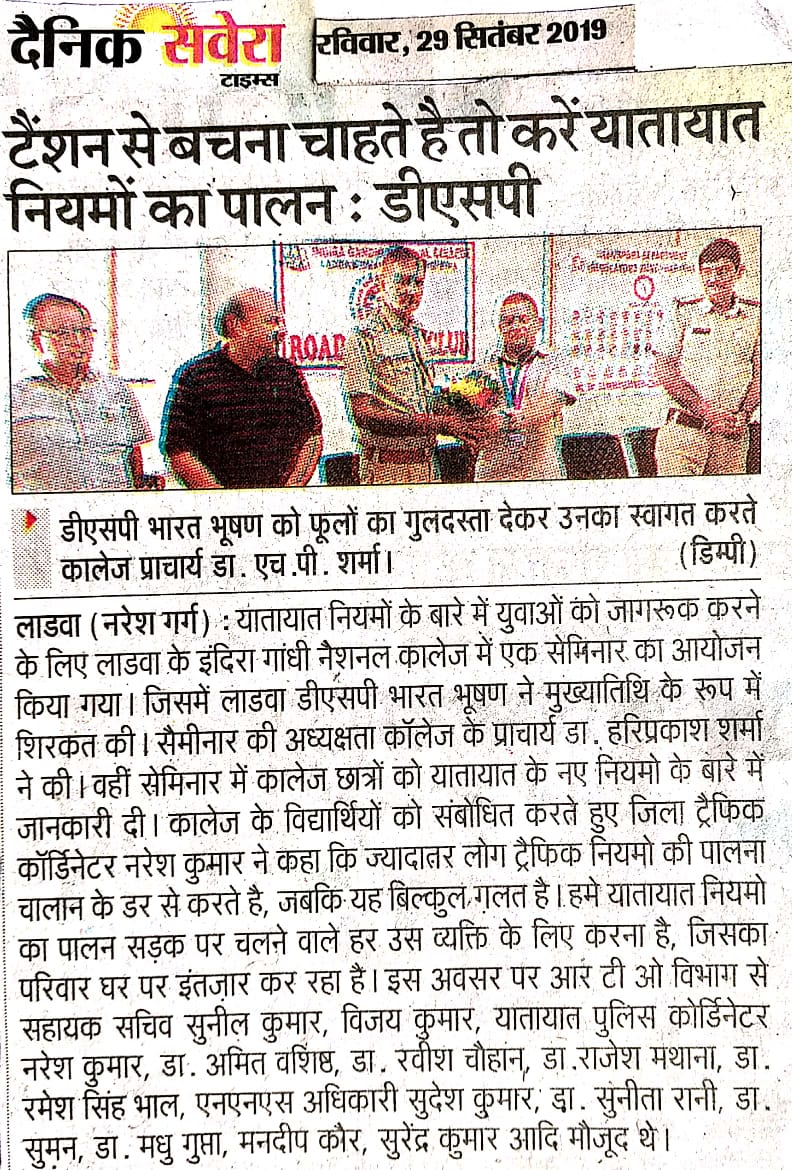 दैनिक सवेरा
टाइम्स
रविवार, 29 सितंबर 2019
टैंशन से बचना चाहते है तो करें यातायात
नियमों का पालन : डीएसपी
ROAD CLUB
डीएसपी भारत भूषण को फूलों का गुलदस्ता देकर उनका स्वागत करते
कालेज प्राचार्य डा. एच.पी. शर्मा। (डिम्पी)
लाडवा (नरेश गर्ग) : यातायात नियमों के बारे में युवाओं को जागरूक करने
के लिए लाडवा के इंदिरा गांधी नैशनल कालेज में एक सेमिनार का आयोजन
किया गया। जिसमें लाडवा डीएसपी भारत भूषण ने मुख्यातिथि के रूप में
शिरकत की। सैमीनार की अध्यक्षता कॉलेज के प्राचार्य डा. हरिप्रकाश शर्मा
ने की। वहीं सेमिनार में कालेज छात्रों को यातायात के नए नियमो के बारे में
जानकारी दी। कालेज के विद्यार्थियों को संबोधित करते हुए जिला ट्रैफिक
कॉर्डिनेटर नरेश कुमार ने कहा कि ज्यादातर लोग ट्रैफिक नियमो की पालना
चालान के डर से करते है, जबकि यह बिल्कुल गलत है। हमे यातायात नियमो
का पालन सड़क पर चलने वाले हर उस व्यक्ति के लिए करना है, जिसका
परिवार घर पर इंतज़ार कर रहा है। इस अवसर पर आर टी ओ विभाग से
सहायक सचिव सुनील कुमार, विजय कुमार, यातायात पुलिस कोर्डिनेटर
नरेश कुमार, डा. अमित वशिष्ठ, डा. रवीश चौहान, डा.राजेश मथाना, डा.
रमेश सिंह भाल, एनएनएस अधिकारी सुदेश कुमार, डा. सुनीता रानी, डा.
सुमन, डा. मधु गुप्ता, मनदीप कौर, सुरेंद्र कुमार आदि मौजूद थे।